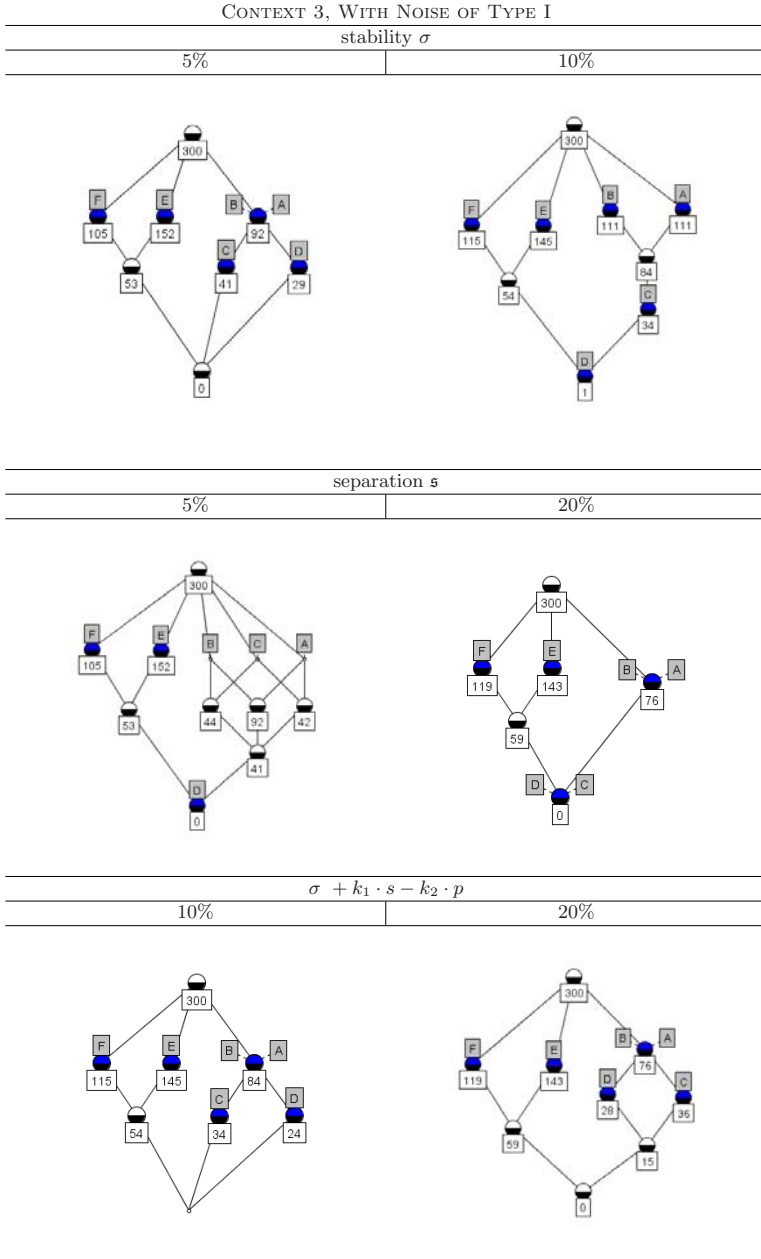 CONTEXT 3, WITH NOISE OF TYPE I
stability σ
5% 10%
300
F E B A
105 152 92
C D
53 41 29
0
300
F E B A
115 145 111 111
84
54 C
34
D
1
separation 𝔰
5% 20%
300
F E B C A
105 152
53 44 92 42
41
D
0
300
F E B A
119 143 76
59
D C
0
σ + k₁ · s − k₂ · p
10% 20%
300
F E B A
115 145 84
C D
54 34 24
300
F E B A
119 143 76
D C
28 36
59 15
0